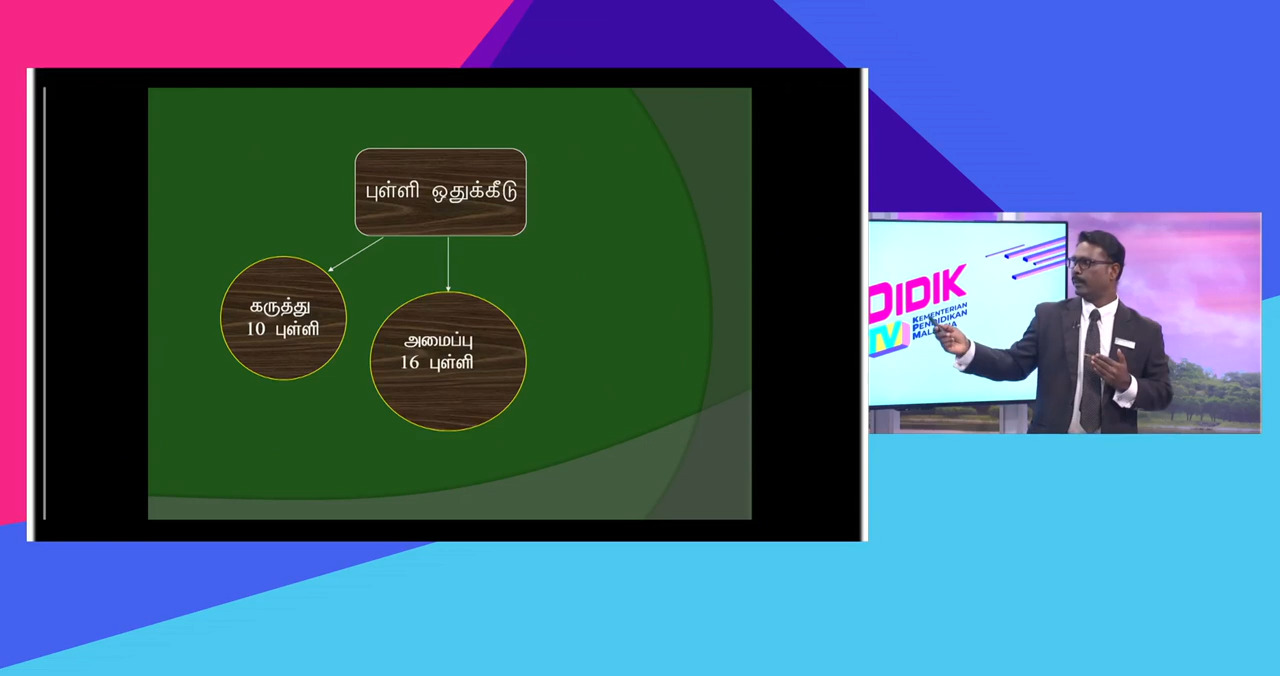 புள்ளி ஒதுக்கீடு
கருத்து
10 புள்ளி
அமைப்பு
16 புள்ளி
DIDIK
TV
KEMENTERIAN
PENDIDIKAN
MALAYSIA